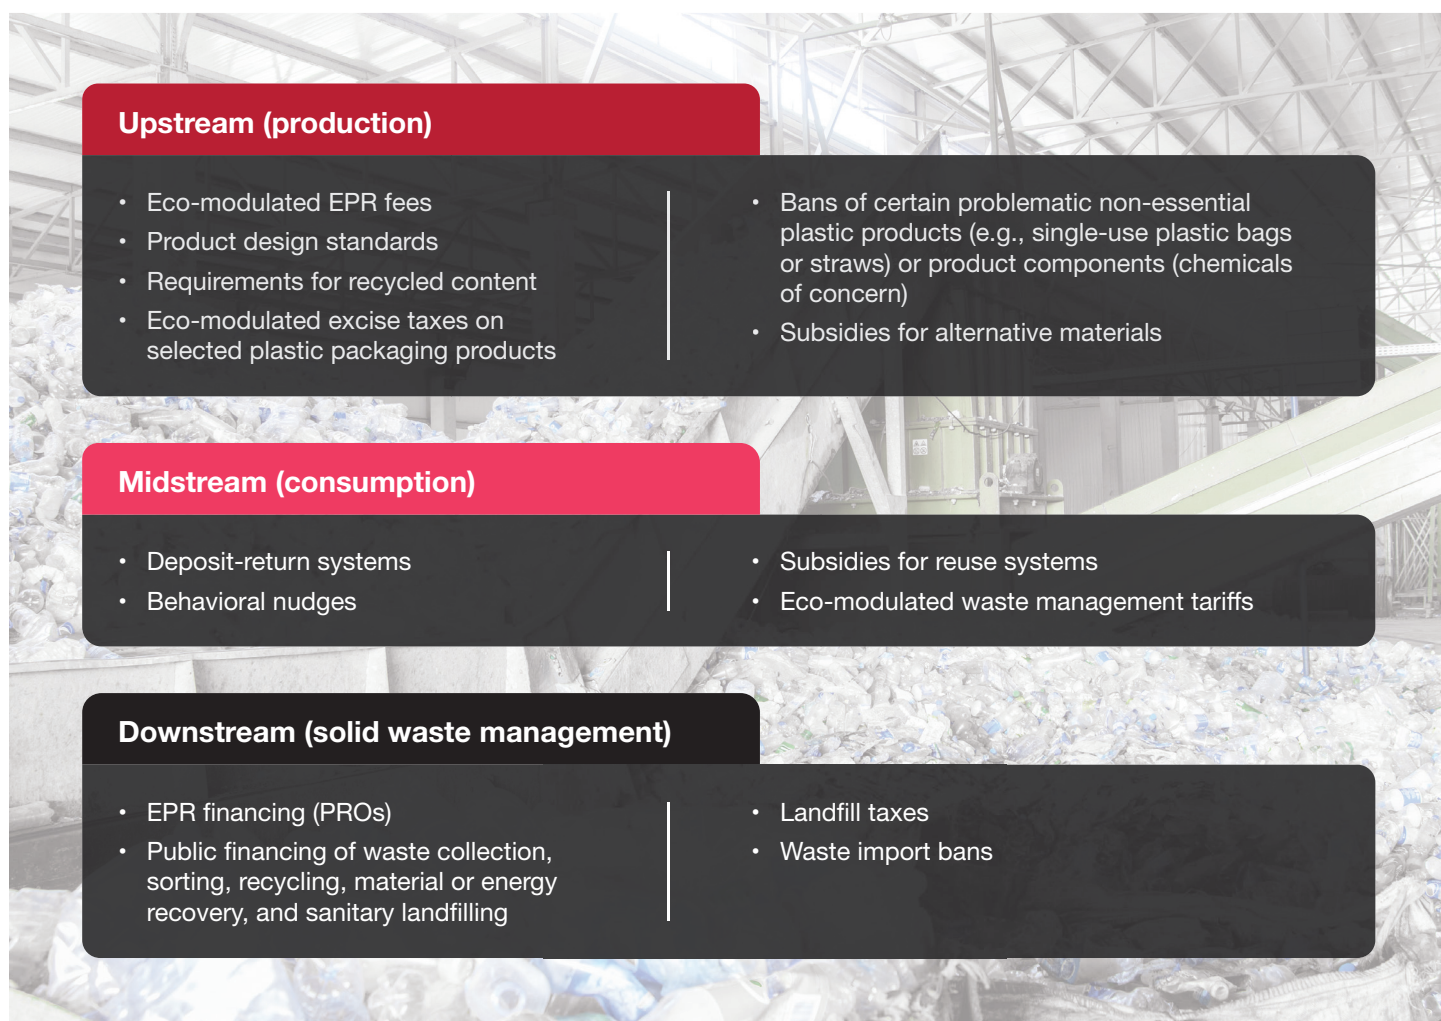 Upstream (production)
• Eco-modulated EPR fees
• Product design standards
• Requirements for recycled content
• Eco-modulated excise taxes on
selected plastic packaging products
• Bans of certain problematic non-essential
plastic products (e.g., single-use plastic bags
or straws) or product components (chemicals
of concern)
• Subsidies for alternative materials
Midstream (consumption)
• Deposit-return systems
• Behavioral nudges
• Subsidies for reuse systems
• Eco-modulated waste management tariffs
Downstream (solid waste management)
• EPR financing (PROs)
• Public financing of waste collection,
sorting, recycling, material or energy
recovery, and sanitary landfilling
• Landfill taxes
• Waste import bans